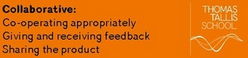 Collaborative:
Co-operating appropriately
Giving and receiving feedback
Sharing the product
THOMAS
TALLIS
SCHOOL